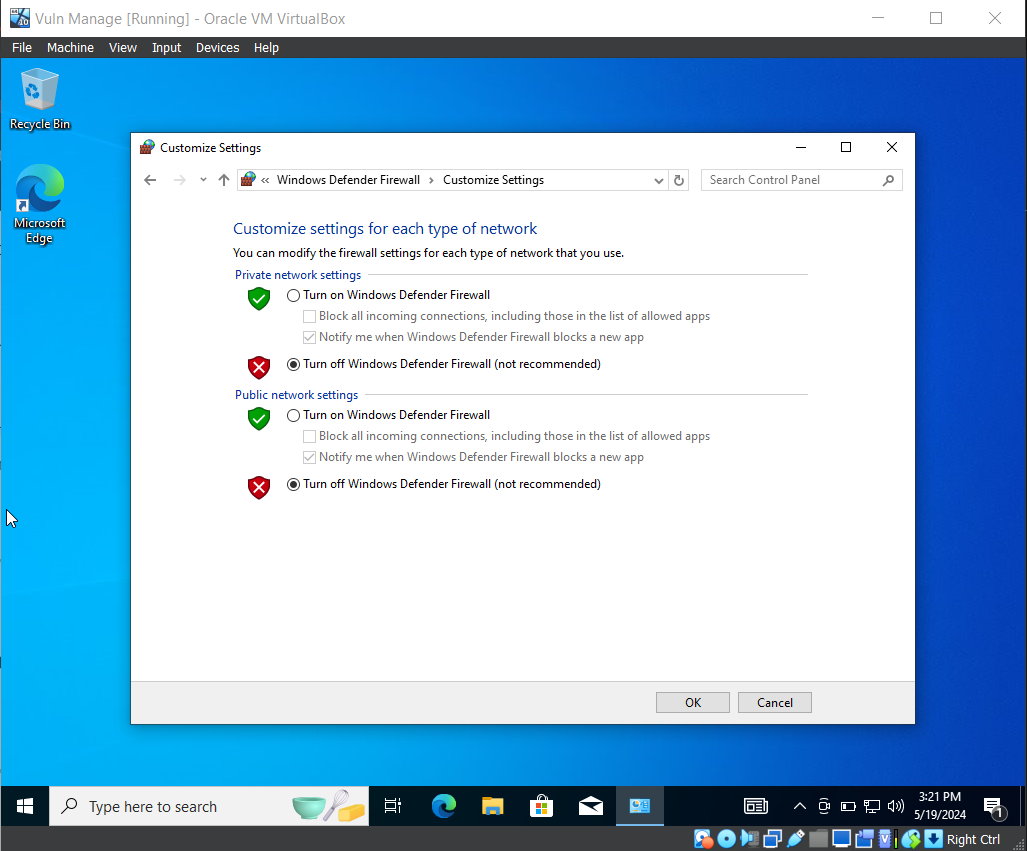 Vuln Manage [Running] - Oracle VM VirtualBox
File Machine View Input Devices Help
Recycle Bin
Microsoft
Edge
Customize Settings
« Windows Defender Firewall › Customize Settings
Search Control Panel
Customize settings for each type of network
You can modify the firewall settings for each type of network that you use.
Private network settings
Turn on Windows Defender Firewall
Block all incoming connections, including those in the list of allowed apps
Notify me when Windows Defender Firewall blocks a new app
Turn off Windows Defender Firewall (not recommended)
Public network settings
Turn on Windows Defender Firewall
Block all incoming connections, including those in the list of allowed apps
Notify me when Windows Defender Firewall blocks a new app
Turn off Windows Defender Firewall (not recommended)
OK Cancel
Type here to search
3:21 PM
5/19/2024
1
Right Ctrl